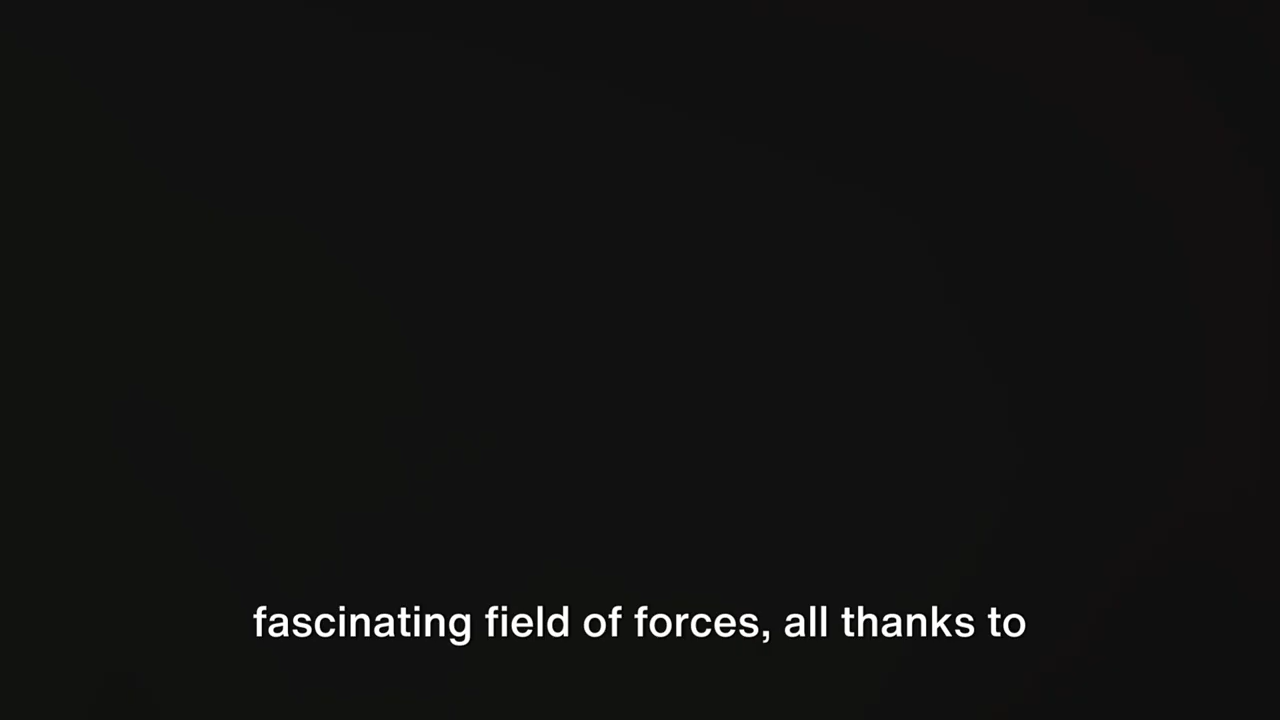 fascinating field of forces, all thanks to